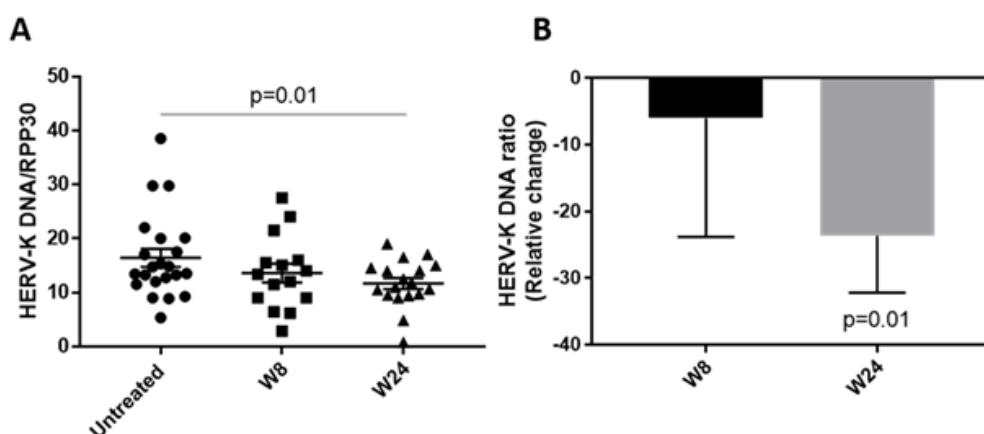 A
HERV-K DNA/RPP30
50
40
30
20
10
0
p=0.01
Untreated
W8
W24
B
HERV-K DNA ratio
(Relative change)
0
-10
-20
-30
-40
p=0.01
W8
W24